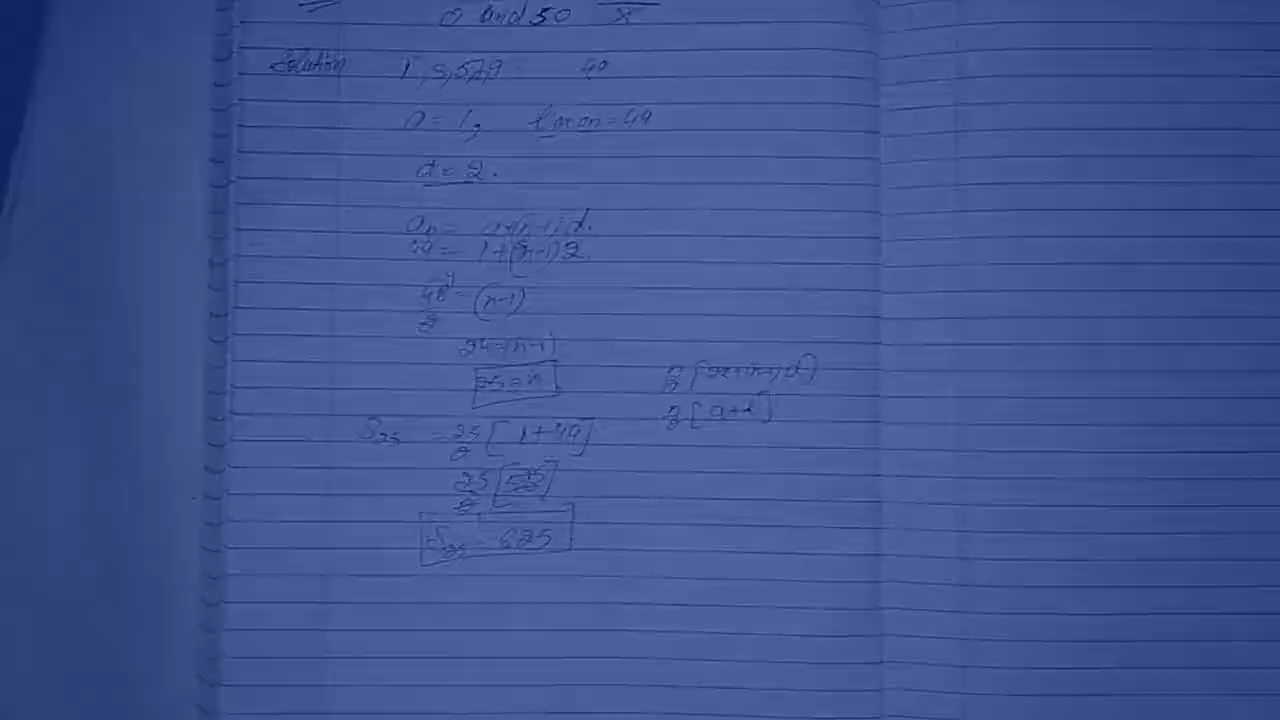 0 and 50
Solution 1, 3, 5, 7, 9 49
a = 1, l or an = 49
d = 2.
an = a+(n-1)d.
49 = 1+(n-1)2.
48/2 = (n-1)
24=(n-1)
25=n
n/2[2a+(n-1)d]
n/2[a+l]
S25 = 25/2[1+49]
25/2[50]
S25 = 625